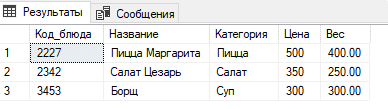 Результаты Сообщения
Код_блюда Название Категория Цена Вес
1 2227 Пицца Маргарита Пицца 500 400.00
2 2342 Салат Цезарь Салат 350 250.00
3 3453 Борщ Суп 300 300.00